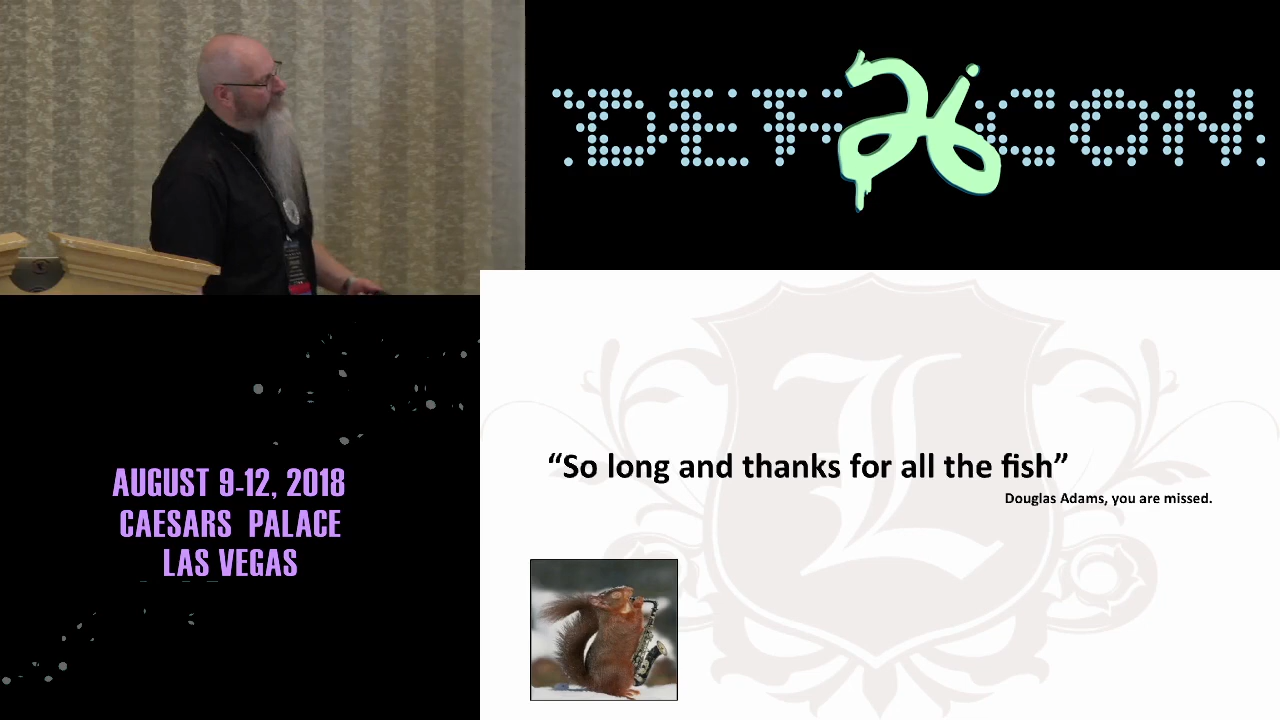 DEF 26 CON
“So long and thanks for all the fish”
Douglas Adams, you are missed.
L
AUGUST 9-12, 2018
CAESARS PALACE
LAS VEGAS